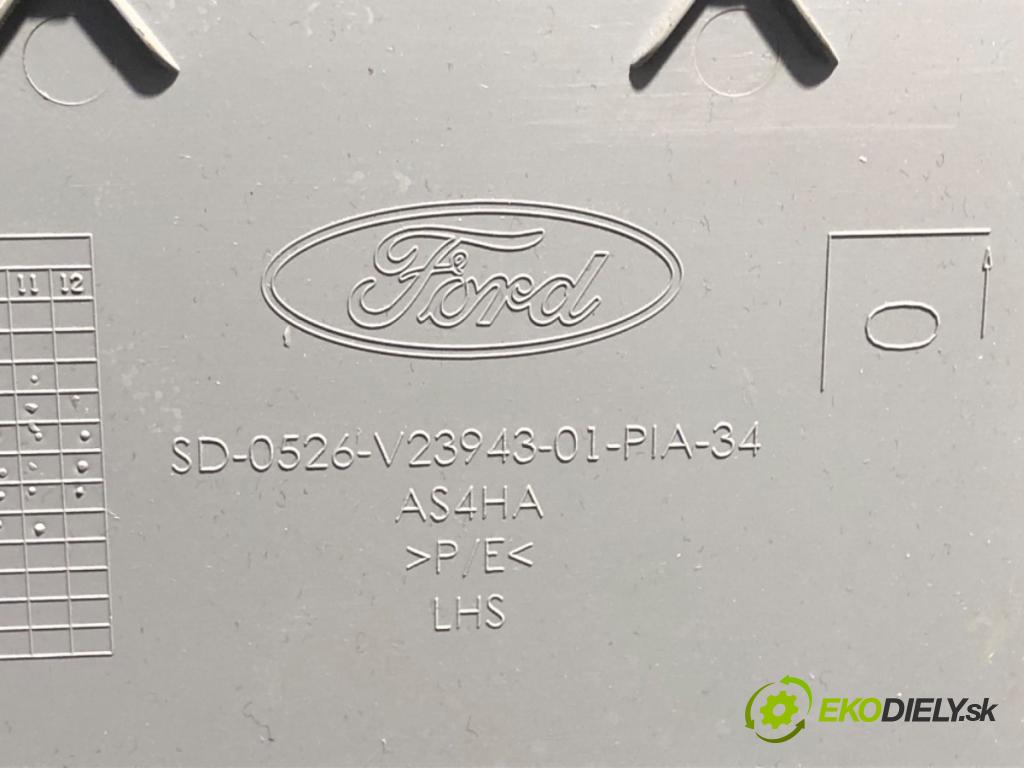 Ford
11 12
SD-0526-V23943-01-PIA-34
AS4HA
>P/E<
LHS
EKODIELY.sk